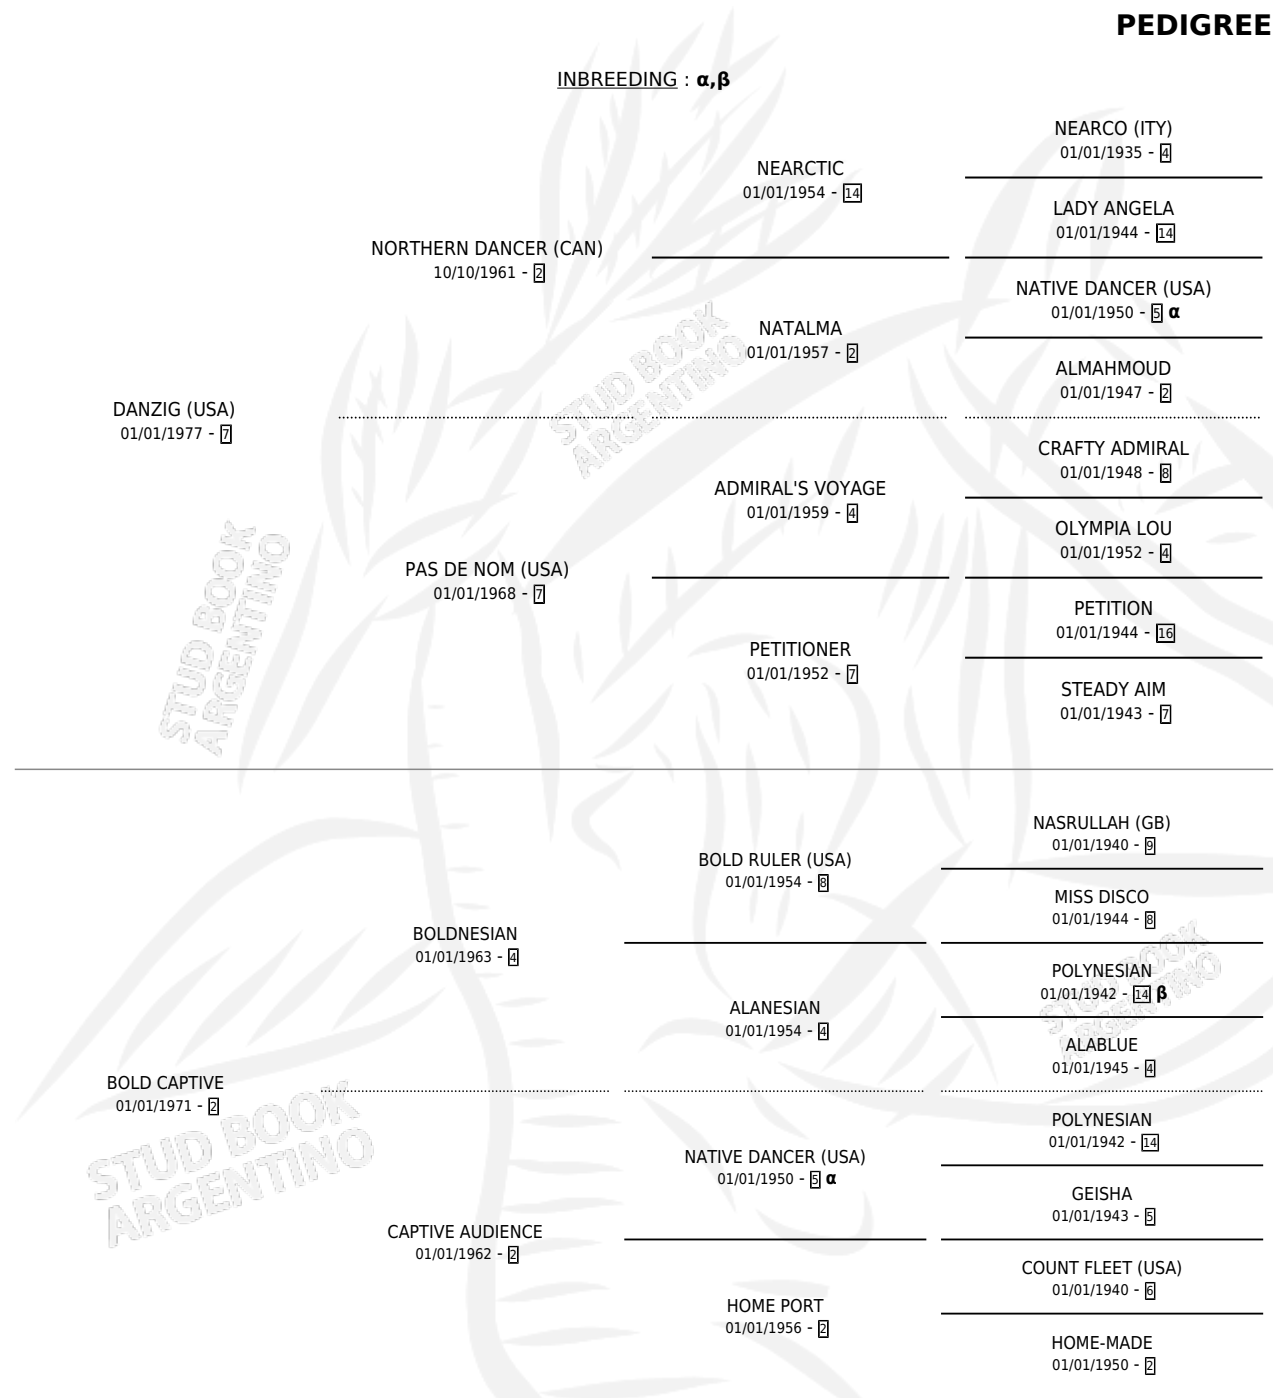 PEDIGREE
INBREEDING : α,β
NEARCO (ITY)
01/01/1935 - 4
NEARCTIC
01/01/1954 - 14
LADY ANGELA
01/01/1944 - 14
NORTHERN DANCER (CAN)
10/10/1961 - 2
NATIVE DANCER (USA)
01/01/1950 - 5 α
NATALMA
01/01/1957 - 2
ALMAHMOUD
01/01/1947 - 2
DANZIG (USA)
01/01/1977 - 7
CRAFTY ADMIRAL
01/01/1948 - 8
ADMIRAL'S VOYAGE
01/01/1959 - 4
OLYMPIA LOU
01/01/1952 - 4
PAS DE NOM (USA)
01/01/1968 - 7
PETITION
01/01/1944 - 16
PETITIONER
01/01/1952 - 7
STEADY AIM
01/01/1943 - 7
NASRULLAH (GB)
01/01/1940 - 9
BOLD RULER (USA)
01/01/1954 - 8
MISS DISCO
01/01/1944 - 8
BOLDNESIAN
01/01/1963 - 4
POLYNESIAN
01/01/1942 - 14 β
ALANESIAN
01/01/1954 - 4
ALABLUE
01/01/1945 - 4
BOLD CAPTIVE
01/01/1971 - 2
POLYNESIAN
01/01/1942 - 14
NATIVE DANCER (USA)
01/01/1950 - 5 α
GEISHA
01/01/1943 - 5
CAPTIVE AUDIENCE
01/01/1962 - 2
COUNT FLEET (USA)
01/01/1940 - 6
HOME PORT
01/01/1956 - 2
HOME-MADE
01/01/1950 - 2
STUD BOOK
ARGENTINO
STUD BOOK
ARGENTINO
STUD BOOK
ARGENTINO
STUD BOOK
ARGENTINO